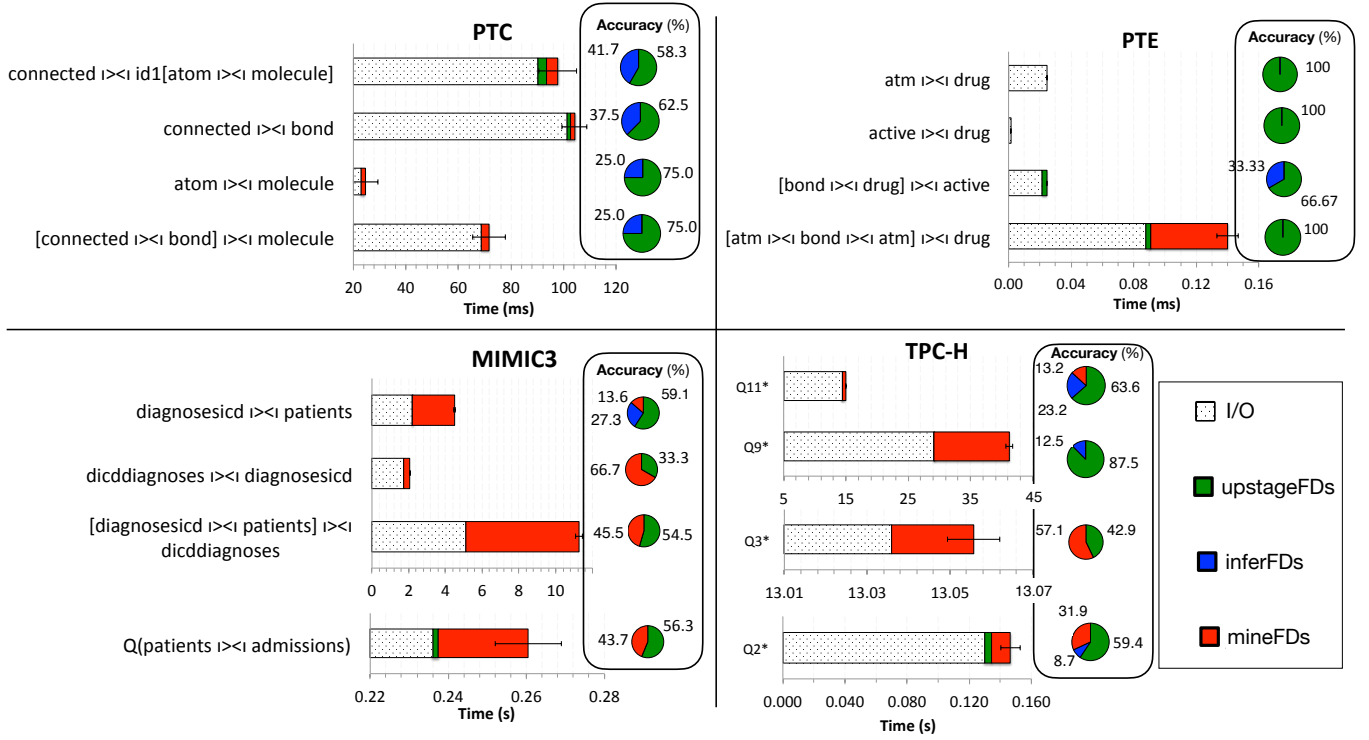 PTC
Accuracy (%)
connected ı><ı id1[atom ı><ı molecule]
41.7
58.3
connected ı><ı bond
37.5
62.5
atom ı><ı molecule
25.0
75.0
[connected ı><ı bond] ı><ı molecule
25.0
75.0
20 40 60 80 100 120
Time (ms)
PTE
Accuracy (%)
atm ı><ı drug
100
active ı><ı drug
100
[bond ı><ı drug] ı><ı active
33.33
66.67
[atm ı><ı bond ı><ı atm] ı><ı drug
100
0.00 0.04 0.08 0.12 0.16
Time (ms)
MIMIC3
Accuracy (%)
diagnosesicd ı><ı patients
13.6
59.1
27.3
dicddiagnoses ı><ı diagnosesicd
66.7
33.3
[diagnosesicd ı><ı patients] ı><ı
dicddiagnoses
45.5
54.5
0 2 4 6 8 10
Q(patients ı><ı admissions)
43.7
56.3
0.22 0.24 0.26 0.28
Time (s)
TPC-H
Accuracy (%)
Q11*
13.2
63.6
23.2
Q9*
12.5
87.5
5 15 25 35 45
Q3*
57.1
42.9
13.01 13.03 13.05 13.07
Q2*
31.9
59.4
8.7
0.000 0.040 0.080 0.120 0.160
Time (s)
I/O
upstageFDs
inferFDs
mineFDs